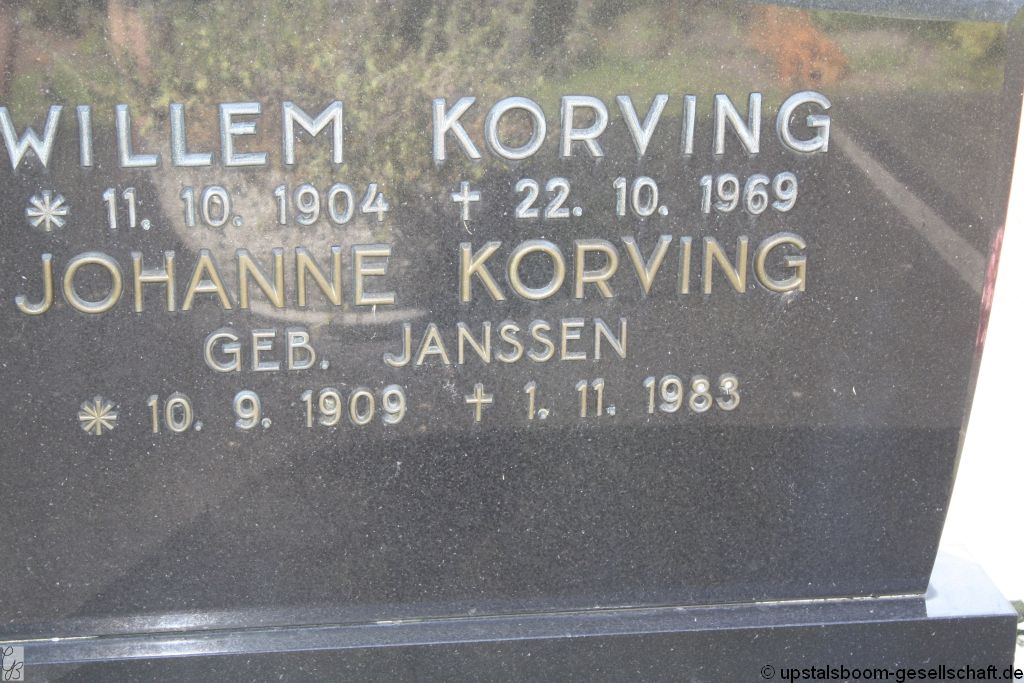 WILLEM KORVING
* 11. 10. 1904 † 22. 10. 1969
JOHANNE KORVING
GEB. JANSSEN
* 10. 9. 1909 † 1. 11. 1983
© upstalsboom-gesellschaft.de